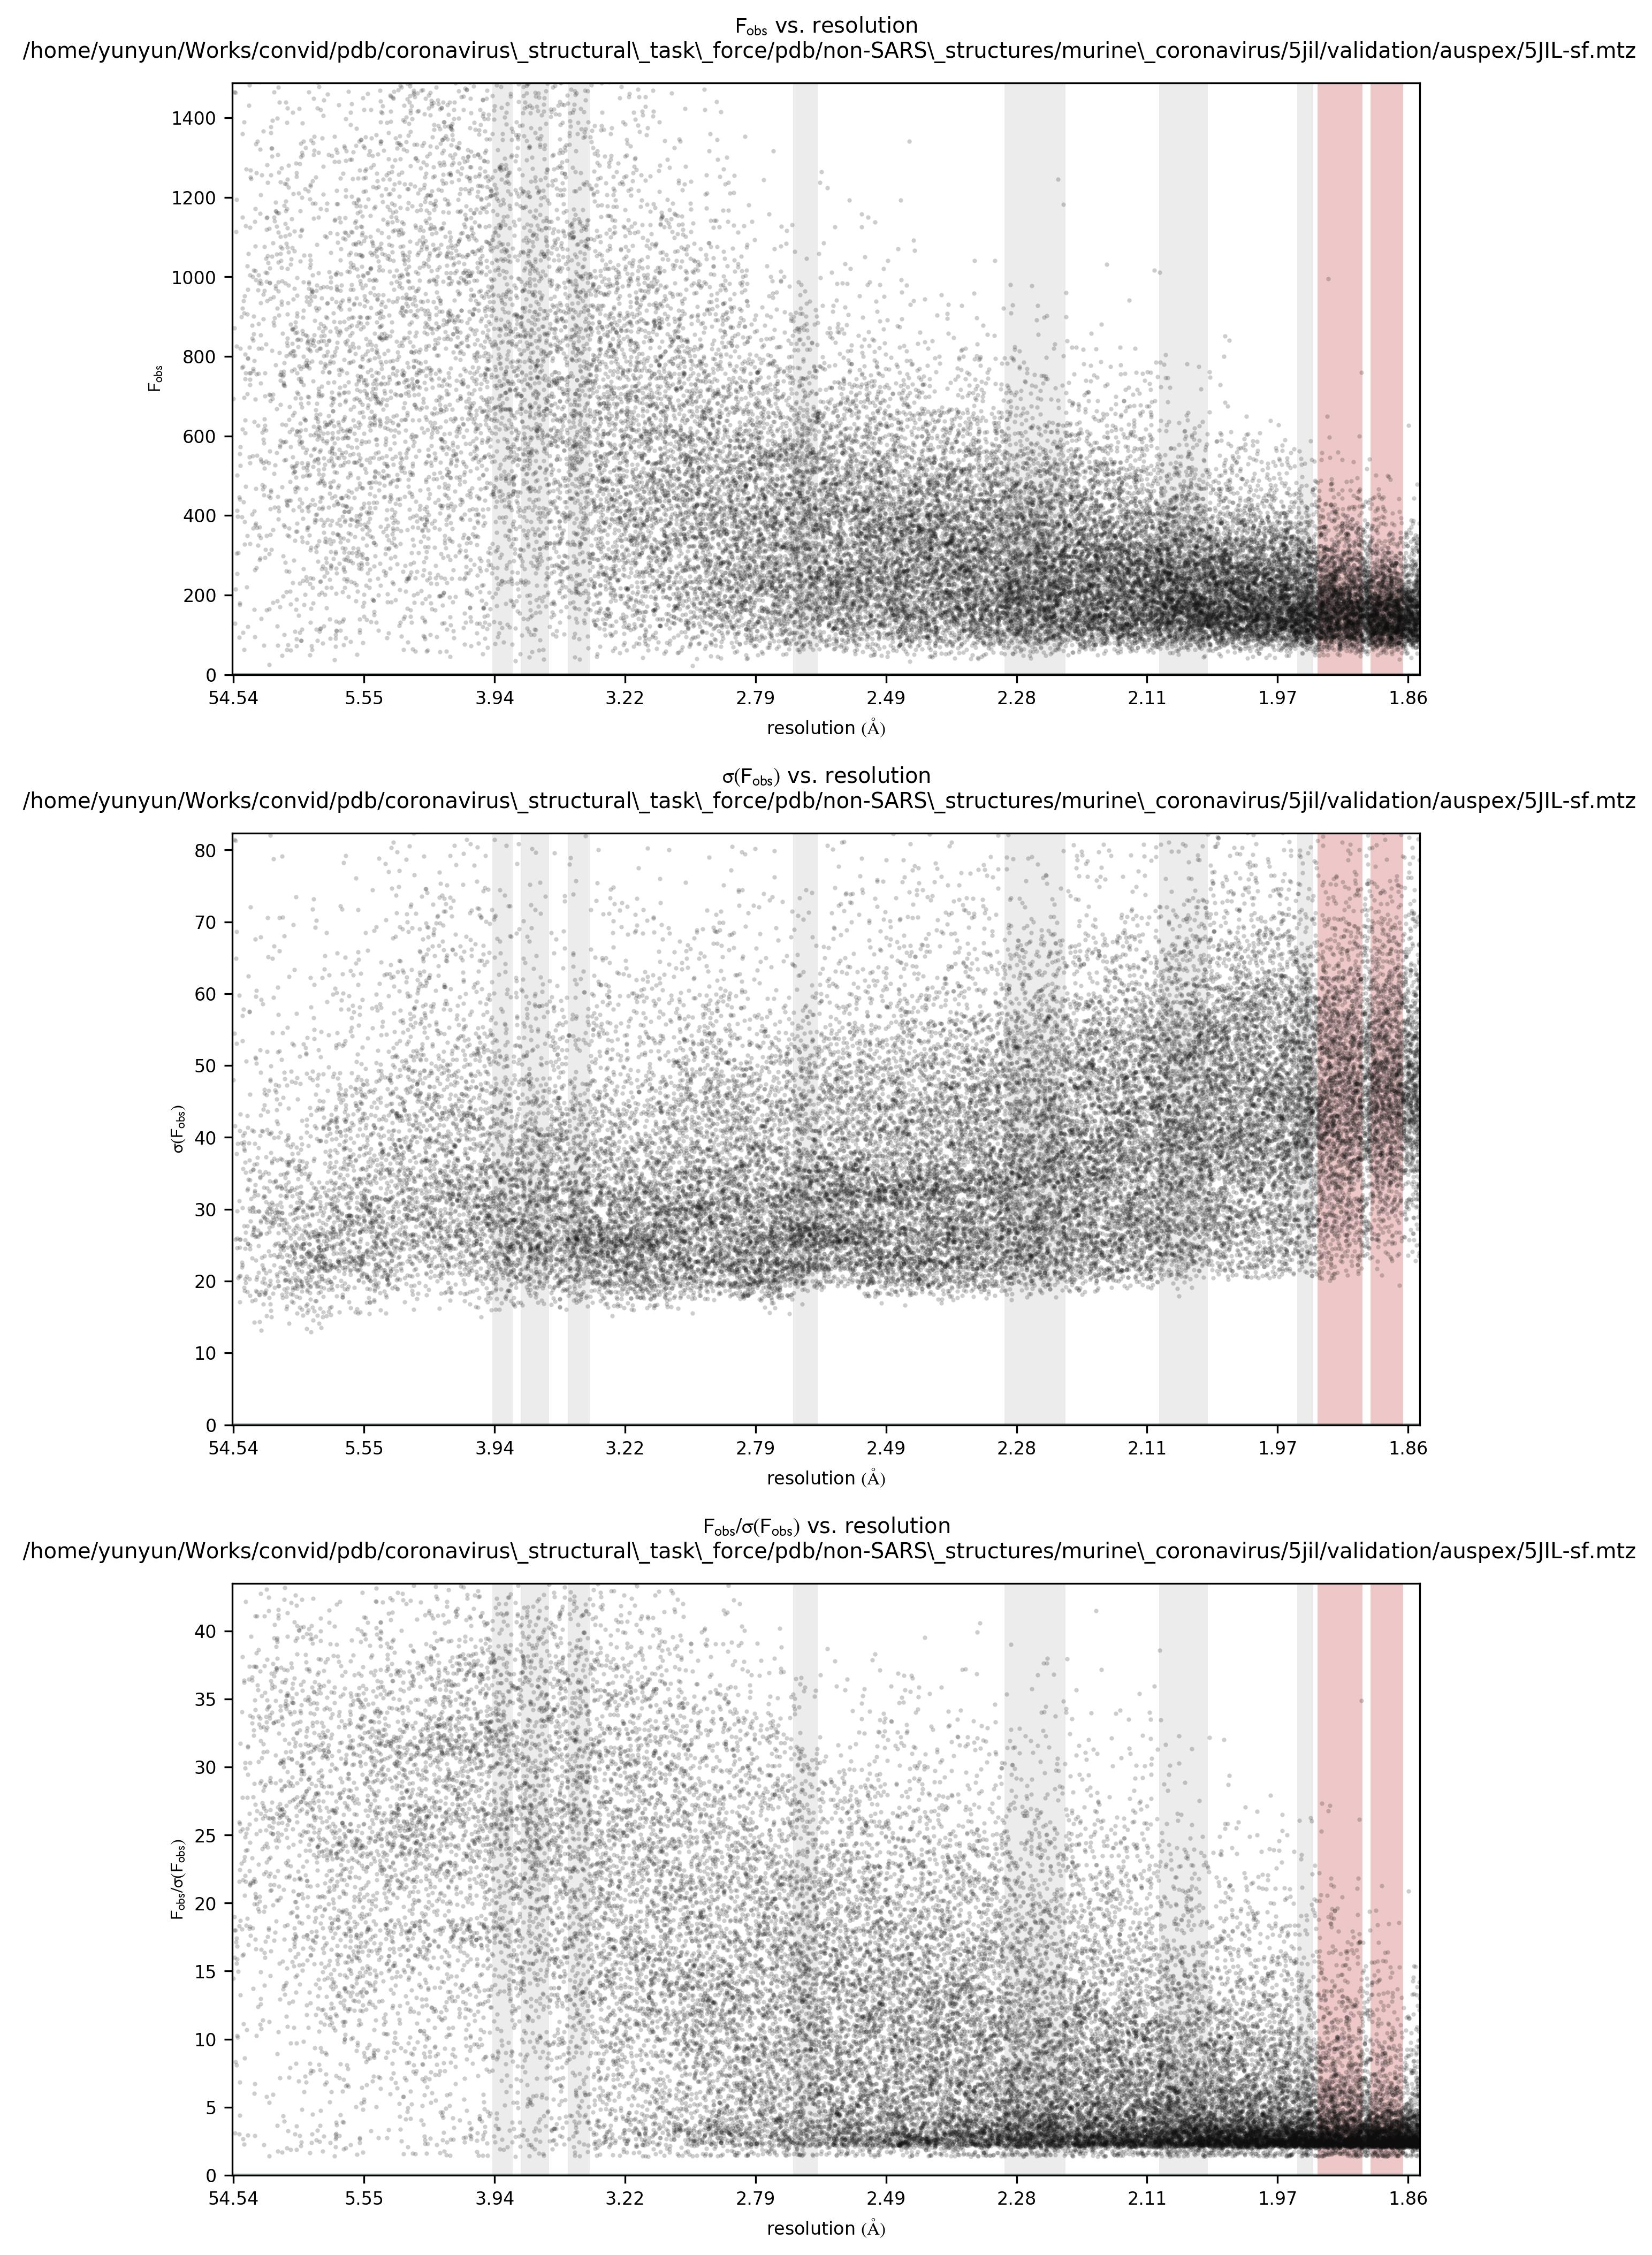 Fobs vs. resolution
/home/yunyun/Works/convid/pdb/coronavirus\_structural\_task\_force/pdb/non-SARS\_structures/murine\_coronavirus/5jil/validation/auspex/5JIL-sf.mtz
1400
1200
1000
800
600
400
200
0
Fobs
54.54 5.55 3.94 3.22 2.79 2.49 2.28 2.11 1.97 1.86
resolution (Å)
σ(Fobs) vs. resolution
/home/yunyun/Works/convid/pdb/coronavirus\_structural\_task\_force/pdb/non-SARS\_structures/murine\_coronavirus/5jil/validation/auspex/5JIL-sf.mtz
80
70
60
50
40
30
20
10
0
σ(Fobs)
54.54 5.55 3.94 3.22 2.79 2.49 2.28 2.11 1.97 1.86
resolution (Å)
Fobs/σ(Fobs) vs. resolution
/home/yunyun/Works/convid/pdb/coronavirus\_structural\_task\_force/pdb/non-SARS\_structures/murine\_coronavirus/5jil/validation/auspex/5JIL-sf.mtz
40
35
30
25
20
15
10
5
0
Fobs/σ(Fobs)
54.54 5.55 3.94 3.22 2.79 2.49 2.28 2.11 1.97 1.86
resolution (Å)